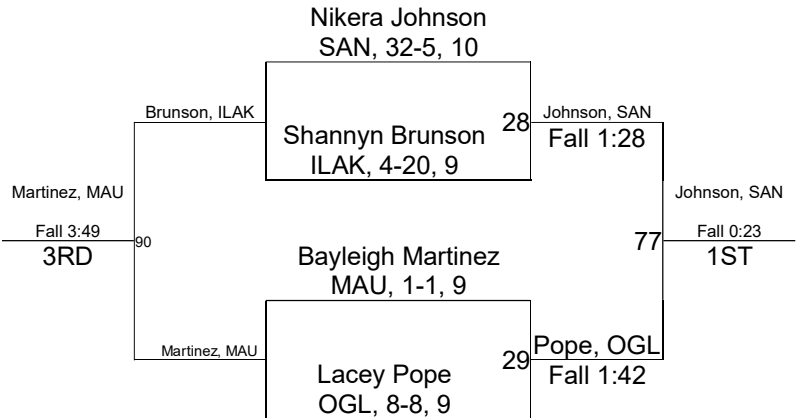 Nikera Johnson
SAN, 32-5, 10
Brunson, ILAK
28
Johnson, SAN
Shannyn Brunson
Fall 1:28
ILAK, 4-20, 9
Martinez, MAU
Johnson, SAN
Fall 3:49
90
77
Fall 0:23
3RD
1ST
Bayleigh Martinez
MAU, 1-1, 9
Martinez, MAU
29
Pope, OGL
Lacey Pope
Fall 1:42
OGL, 8-8, 9